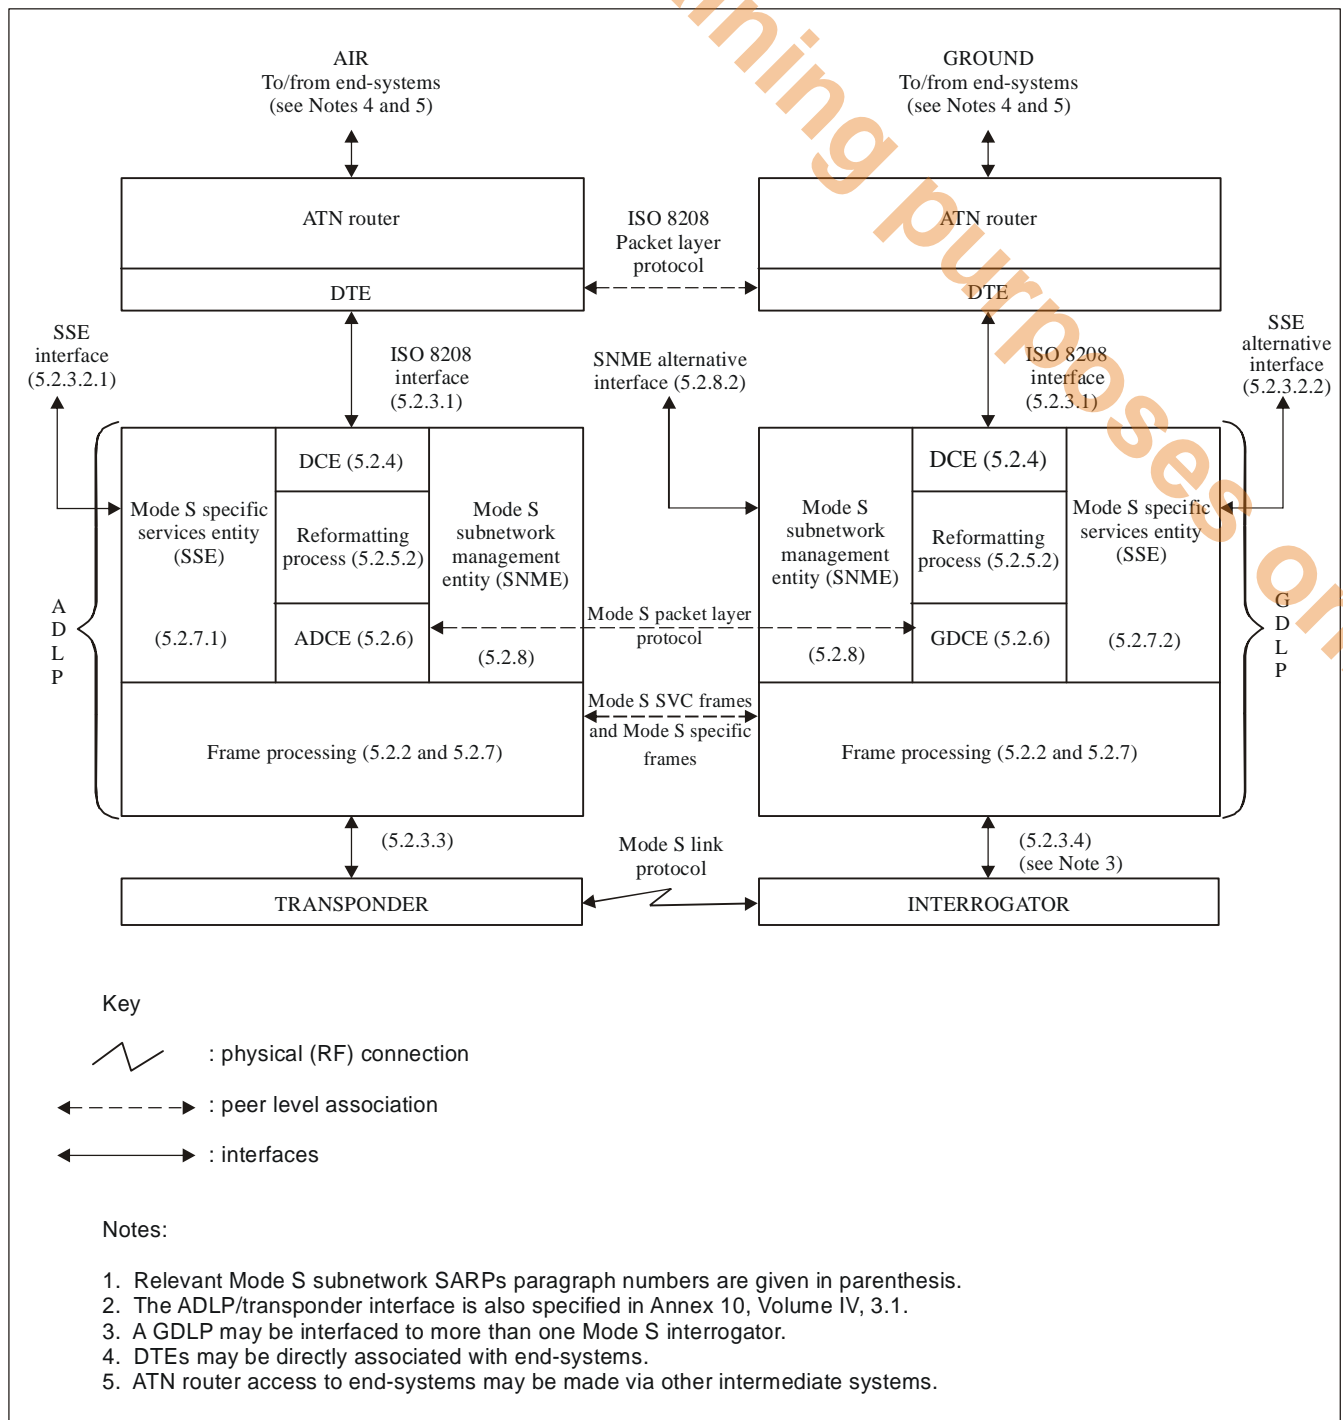 AIR
To/from end-systems
(see Notes 4 and 5)
GROUND
To/from end-systems
(see Notes 4 and 5)
ATN router
DTE
ISO 8208
Packet layer
protocol
ATN router
DTE
SSE
interface
(5.2.3.2.1)
ISO 8208
interface
(5.2.3.1)
SNME alternative
interface (5.2.8.2)
ISO 8208
interface
(5.2.3.1)
SSE
alternative
interface
(5.2.3.2.2)
ADLP
Mode S specific
services entity
(SSE)
(5.2.7.1)
DCE (5.2.4)
Reformatting
process (5.2.5.2)
ADCE (5.2.6)
Mode S
subnetwork
management
entity (SNME)
(5.2.8)
Mode S packet layer
protocol
Mode S
subnetwork
management
entity (SNME)
(5.2.8)
DCE (5.2.4)
Reformatting
process (5.2.5.2)
GDCE (5.2.6)
Mode S specific
services entity
(SSE)
(5.2.7.2)
GDLP
Frame processing (5.2.2 and 5.2.7)
Mode S SVC frames
and Mode S specific
frames
Frame processing (5.2.2 and 5.2.7)
(5.2.3.3)
Mode S link
protocol
(5.2.3.4)
(see Note 3)
TRANSPONDER
INTERROGATOR
Key
: physical (RF) connection
: peer level association
: interfaces
Notes:
1. Relevant Mode S subnetwork SARPs paragraph numbers are given in parenthesis.
2. The ADLP/transponder interface is also specified in Annex 10, Volume IV, 3.1.
3. A GDLP may be interfaced to more than one Mode S interrogator.
4. DTEs may be directly associated with end-systems.
5. ATN router access to end-systems may be made via other intermediate systems.
purposes